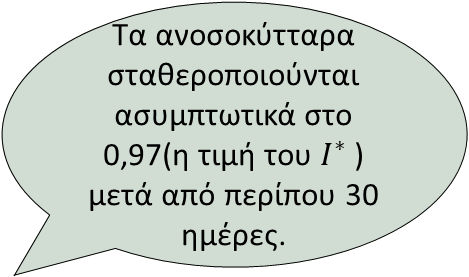 Τα ανοσοκύτταρα
σταθεροποιούνται
ασυμπτωτικά στο
0,97(η τιμή του 𝐼* )
μετά από περίπου 30
ημέρες.